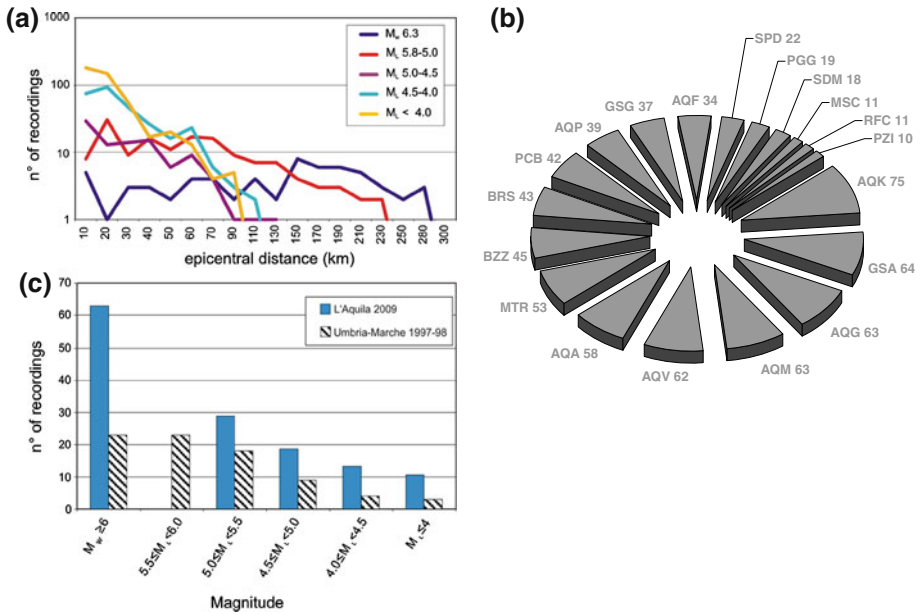 (a)
1000
100
10
1
n° of recordings
10 20 30 40 50 60 70 90 110 130 150 170 190 210 230 250 280 300
epicentral distance (km)
Mw 6.3
ML 5.8-5.0
ML 5.0-4.5
ML 4.5-4.0
ML < 4.0
(b)
SPD 22
PGG 19
SDM 18
MSC 11
RFC 11
PZI 10
AQK 75
GSA 64
AQG 63
AQM 63
AQV 62
AQA 58
MTR 53
BZZ 45
BRS 43
PCB 42
AQP 39
GSG 37
AQF 34
(c)
70
60
50
40
30
20
10
0
n° of recordings
L'Aquila 2009
Umbria-Marche 1997-98
Mw ≥6
5.5≤ML<6.0
5.0≤ML<5.5
4.5≤ML<5.0
4.0≤ML<4.5
ML≤4
Magnitude